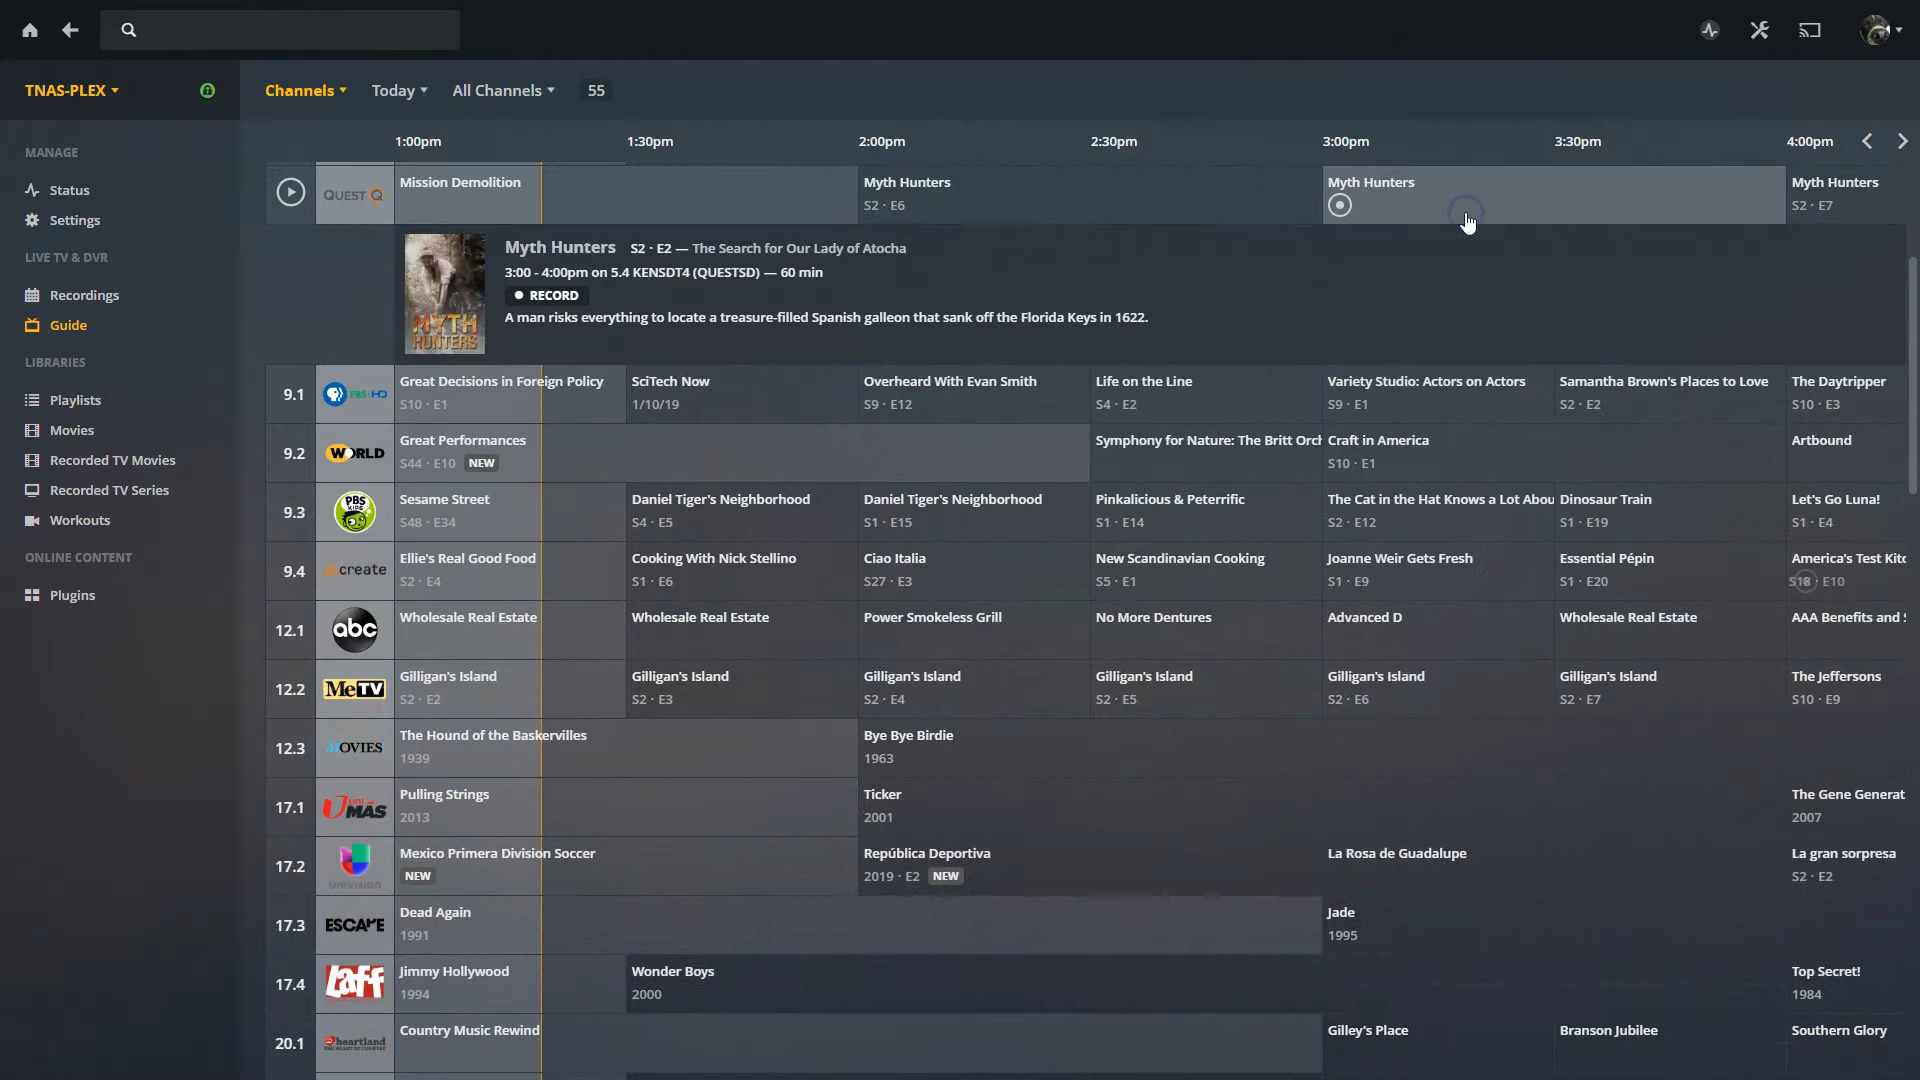 TNAS-PLEX
Channels Today All Channels 55
MANAGE
Status
Settings
LIVE TV & DVR
Recordings
Guide
LIBRARIES
Playlists
Movies
Recorded TV Movies
Recorded TV Series
Workouts
ONLINE CONTENT
Plugins
1:00pm 1:30pm 2:00pm 2:30pm 3:00pm 3:30pm 4:00pm
QUEST Mission Demolition Myth Hunters Myth Hunters Myth Hunters
S2 · E6 S2 · E7
Myth Hunters S2 · E2 — The Search for Our Lady of Atocha
3:00 - 4:00pm on 5.4 KENSDT4 (QUESTSD) — 60 min
RECORD
A man risks everything to locate a treasure-filled Spanish galleon that sank off the Florida Keys in 1622.
MYTH
HUNTERS
9.1 PBS HD Great Decisions in Foreign Policy SciTech Now Overheard With Evan Smith Life on the Line Variety Studio: Actors on Actors Samantha Brown's Places to Love The Daytripper
S10 · E1 1/10/19 S9 · E12 S4 · E2 S9 · E1 S2 · E2 S10 · E3
9.2 WORLD Great Performances Symphony for Nature: The Britt Orch Craft in America Artbound
S44 · E10 NEW S10 · E1
9.3 PBS KIDS Sesame Street Daniel Tiger's Neighborhood Daniel Tiger's Neighborhood Pinkalicious & Peterrific The Cat in the Hat Knows a Lot Abou Dinosaur Train Let's Go Luna!
S48 · E34 S4 · E5 S1 · E15 S1 · E14 S2 · E12 S1 · E19 S1 · E4
9.4 create Ellie's Real Good Food Cooking With Nick Stellino Ciao Italia New Scandinavian Cooking Joanne Weir Gets Fresh Essential Pépin America's Test Kitc
S2 · E4 S1 · E6 S27 · E3 S5 · E1 S1 · E9 S1 · E20 S18 · E10
12.1 abc Wholesale Real Estate Wholesale Real Estate Power Smokeless Grill No More Dentures Advanced D Wholesale Real Estate AAA Benefits and S
12.2 MeTV Gilligan's Island Gilligan's Island Gilligan's Island Gilligan's Island Gilligan's Island Gilligan's Island The Jeffersons
S2 · E2 S2 · E3 S2 · E4 S2 · E5 S2 · E6 S2 · E7 S10 · E9
12.3 MOVIES The Hound of the Baskervilles Bye Bye Birdie
1939 1963
17.1 UNI MÁS Pulling Strings Ticker The Gene Generat
2013 2001 2007
17.2 UNIVISION Mexico Primera Division Soccer República Deportiva La Rosa de Guadalupe La gran sorpresa
NEW 2019 · E2 NEW S2 · E2
17.3 ESCAPE Dead Again Jade
1991 1995
17.4 Laff Jimmy Hollywood Wonder Boys Top Secret!
1994 2000 1984
20.1 heartland THE HEART OF COUNTRY Country Music Rewind Gilley's Place Branson Jubilee Southern Glory